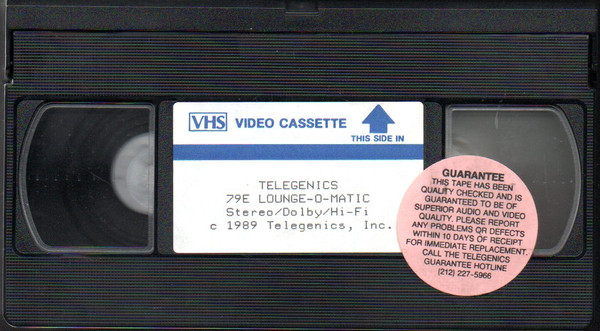 VHS VIDEO CASSETTE
THIS SIDE IN
TELEGENICS
79E LOUNGE-O-MATIC
Stereo/Dolby/Hi-Fi
c 1989 Telegenics, Inc.
GUARANTEE
THIS TAPE HAS BEEN
QUALITY CHECKED AND IS
GUARANTEED TO BE OF
SUPERIOR AUDIO AND VIDEO
QUALITY. PLEASE REPORT
ANY PROBLEMS OR DEFECTS
WITHIN 10 DAYS OF RECEIPT
FOR IMMEDIATE REPLACEMENT.
CALL THE TELEGENICS
GUARANTEE HOTLINE
(212) 227-5966